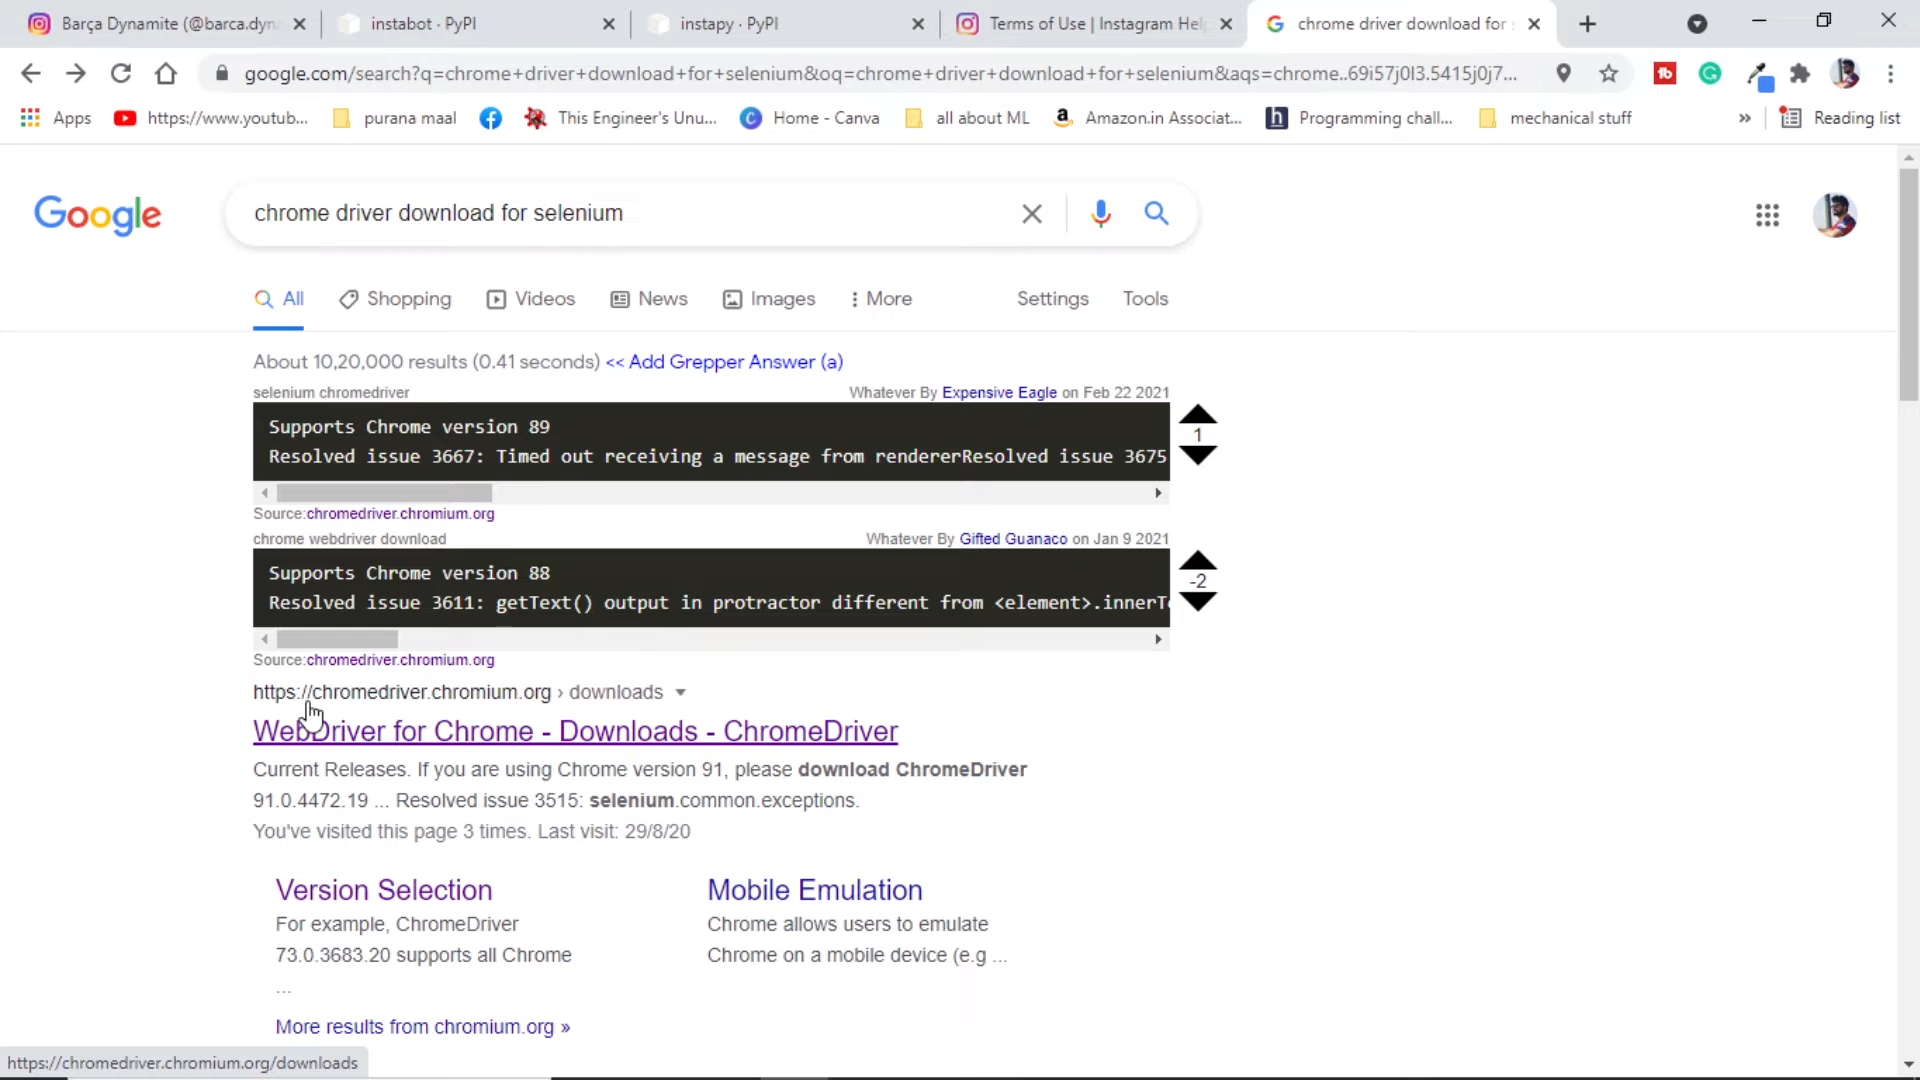 Barça Dynamite (@barca.dyn
instabot · PyPI
instapy · PyPI
Terms of Use | Instagram Hel
chrome driver download for s
google.com/search?q=chrome+driver+download+for+selenium&oq=chrome+driver+download+for+selenium&aqs=chrome..69i57j0l3.5415j0j7...
Apps
https://www.youtub...
purana maal
This Engineer's Unu...
Home - Canva
all about ML
Amazon.in Associat...
Programming chall...
mechanical stuff
»
Reading list
Google
chrome driver download for selenium
All
Shopping
Videos
News
Images
More
Settings
Tools
About 10,20,000 results (0.41 seconds) << Add Grepper Answer (a)
selenium chromedriver
Whatever By Expensive Eagle on Feb 22 2021
Supports Chrome version 89
Resolved issue 3667: Timed out receiving a message from rendererResolved issue 3675
1
Source:chromedriver.chromium.org
chrome webdriver download
Whatever By Gifted Guanaco on Jan 9 2021
Supports Chrome version 88
Resolved issue 3611: getText() output in protractor different from <element>.innerTe
-2
Source:chromedriver.chromium.org
https://chromedriver.chromium.org › downloads
WebDriver for Chrome - Downloads - ChromeDriver
Current Releases. If you are using Chrome version 91, please download ChromeDriver
91.0.4472.19 ... Resolved issue 3515: selenium.common.exceptions.
You've visited this page 3 times. Last visit: 29/8/20
Version Selection
For example, ChromeDriver
73.0.3683.20 supports all Chrome
...
Mobile Emulation
Chrome allows users to emulate
Chrome on a mobile device (e.g ...
More results from chromium.org »
https://chromedriver.chromium.org/downloads